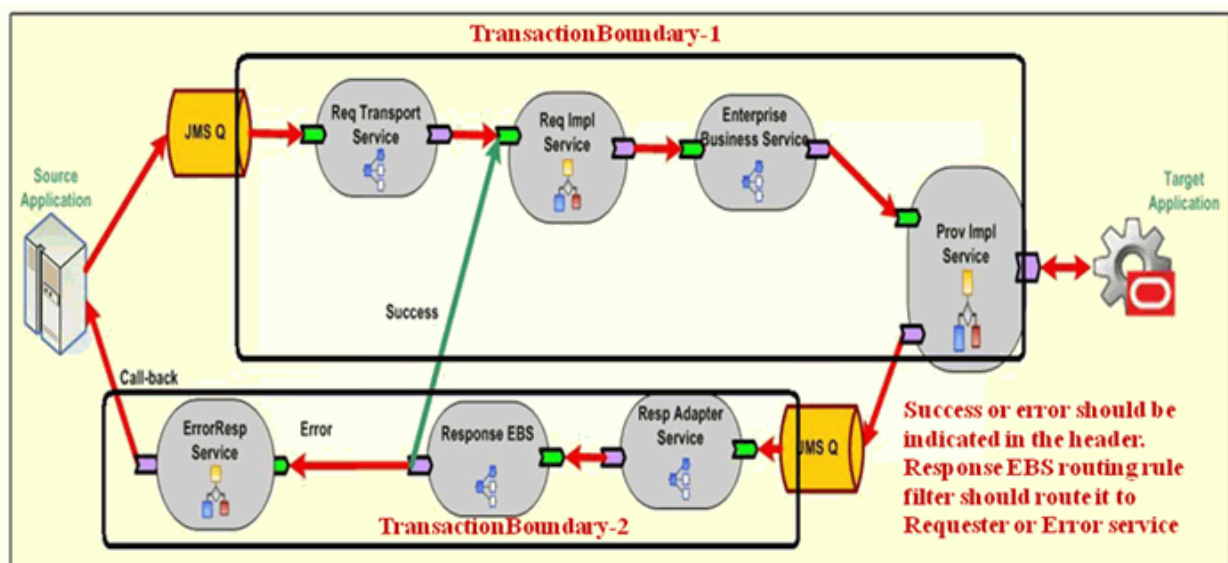 TransactionBoundary-1
Source
Application
JMS Q
Req Transport
Service
Req Impl
Service
Enterprise
Business Service
Prov Impl
Service
Target
Application
Success
Call-back
ErrorResp
Service
Error
Response EBS
Resp Adapter
Service
JMS Q
TransactionBoundary-2
Success or error should be
indicated in the header.
Response EBS routing rule
filter should route it to
Requester or Error service